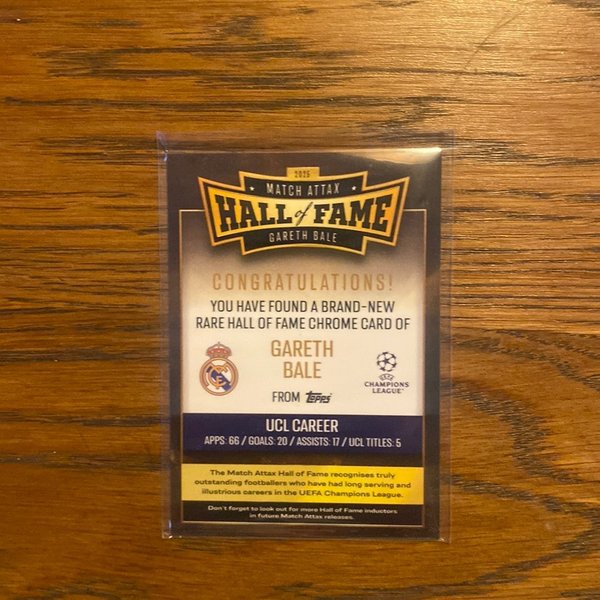 2025
MATCH ATTAX
HALL of FAME
GARETH BALE
CONGRATULATIONS!
YOU HAVE FOUND A BRAND-NEW
RARE HALL OF FAME CHROME CARD OF
GARETH
BALE
UEFA
CHAMPIONS
LEAGUE
FROM Topps
UCL CAREER
APPS: 66 / GOALS: 20 / ASSISTS: 17 / UCL TITLES: 5
The Match Attax Hall of Fame recognises truly
outstanding footballers who have had long serving and
illustrious careers in the UEFA Champions League.
Don't forget to look out for more Hall of Fame inductors
in future Match Attax releases.